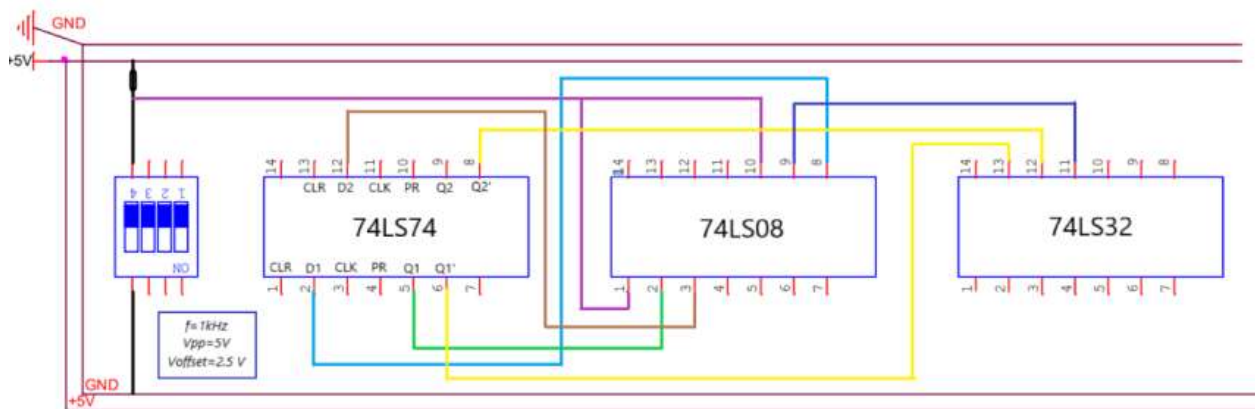 GND
+5V
14 13 12 11 10 9 8
CLR D2 CLK PR Q2 Q2'
74LS74
CLR D1 CLK PR Q1 Q1'
1 2 3 4 5 6 7
14 13 12 11 10 9 8
74LS08
1 2 3 4 5 6 7
14 13 12 11 10 9 8
74LS32
1 2 3 4 5 6 7
1 2 3 4
ON
f=1kHz
Vpp=5V
Voffset=2.5 V
GND
+5V